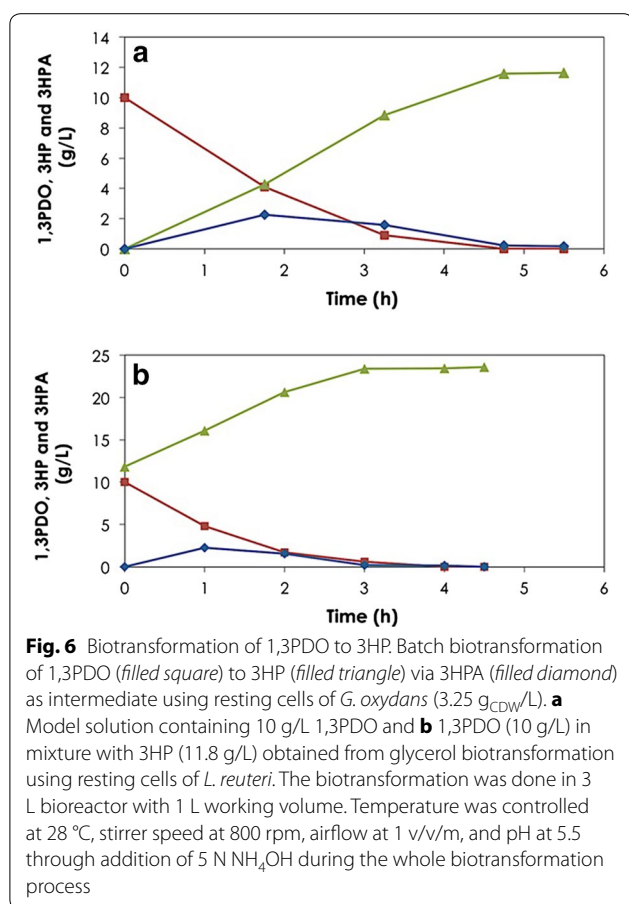 a
14
12
10
8
6
4
2
0
1,3PDO, 3HP and 3HPA
(g/L)
0 1 2 3 4 5 6
Time (h)
b
25
20
15
10
5
0
1,3PDO, 3HP and 3HPA
(g/L)
0 1 2 3 4 5 6
Time (h)
Fig. 6 Biotransformation of 1,3PDO to 3HP. Batch biotransformation
of 1,3PDO (filled square) to 3HP (filled triangle) via 3HPA (filled diamond)
as intermediate using resting cells of G. oxydans (3.25 gCDW/L). a
Model solution containing 10 g/L 1,3PDO and b 1,3PDO (10 g/L) in
mixture with 3HP (11.8 g/L) obtained from glycerol biotransformation
using resting cells of L. reuteri. The biotransformation was done in 3
L bioreactor with 1 L working volume. Temperature was controlled
at 28 °C, stirrer speed at 800 rpm, airflow at 1 v/v/m, and pH at 5.5
through addition of 5 N NH4OH during the whole biotransformation
process